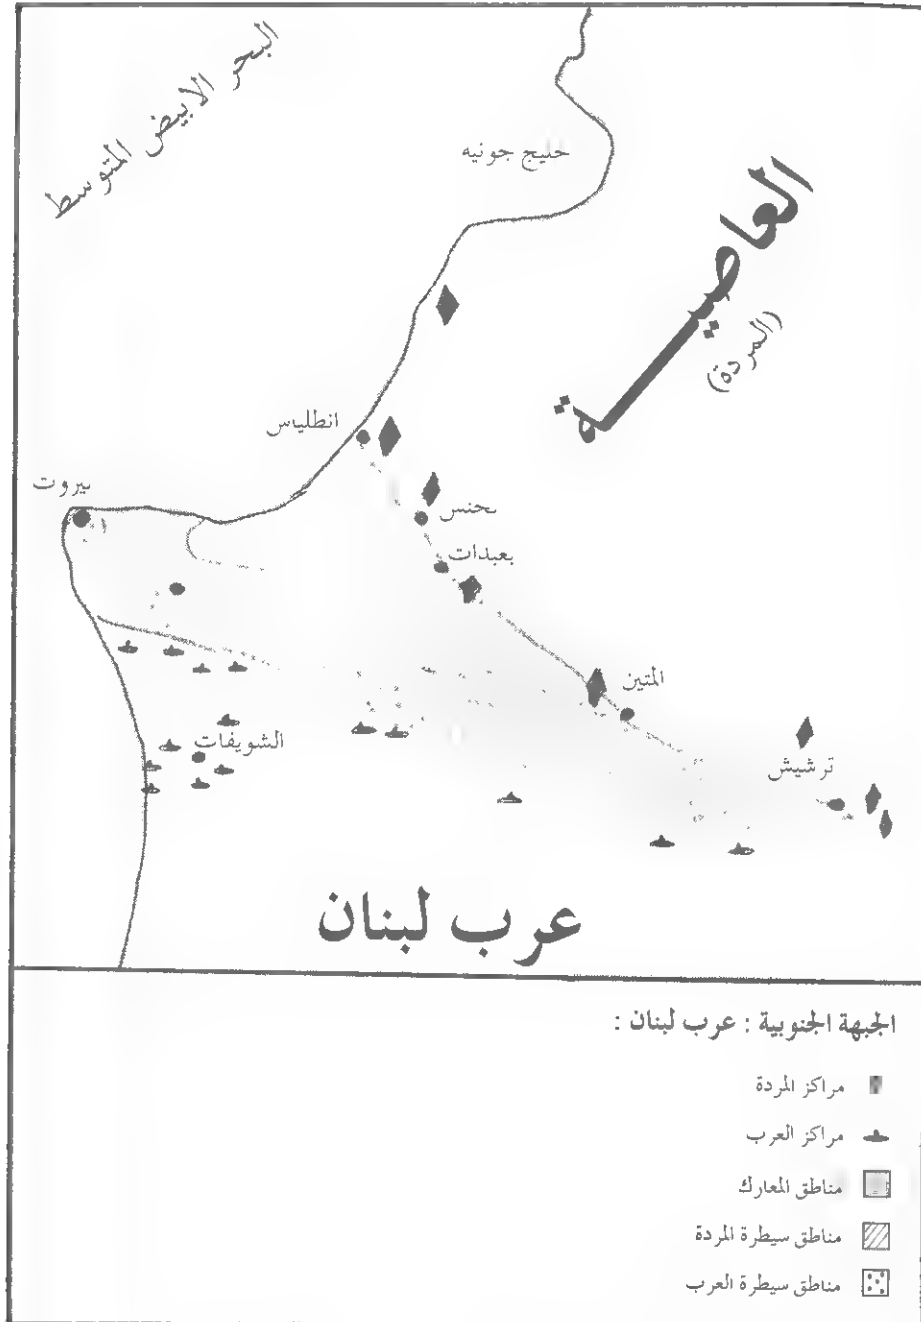 البحر الابيض المتوسط
خليج جونيه
العاصية
(المردة)
انطلياس
بيروت
بحنس
بعبدات
المتين
ترشيش
الشويفات
عرب لبنان
الجبهة الجنوبية : عرب لبنان :
مراكز المردة
مراكز العرب
مناطق المعارك
مناطق سيطرة المردة
مناطق سيطرة العرب